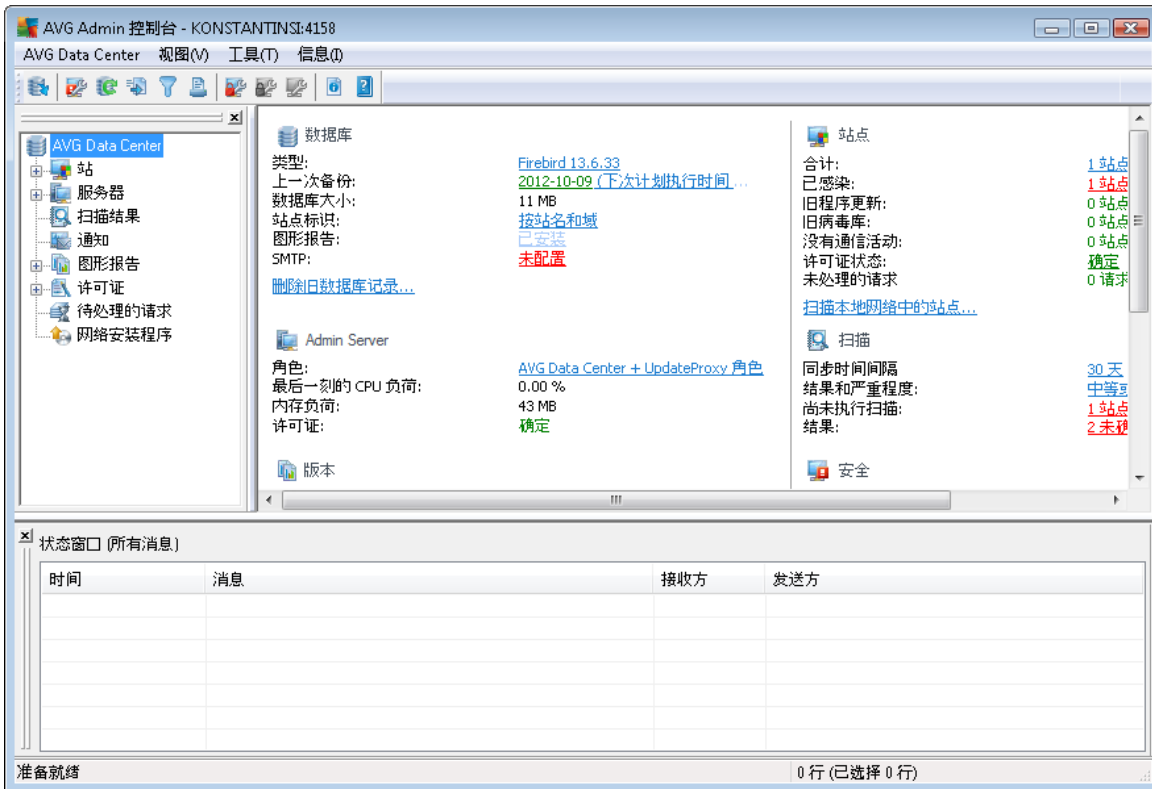 AVG Admin 控制台 - KONSTANTINSI:4158
AVG Data Center 视图(V) 工具(T) 信息(I)
AVG Data Center
站
服务器
扫描结果
通知
图形报告
许可证
待处理的请求
网络安装程序
数据库
类型: Firebird 13.6.33
上一次备份: 2012-10-09 (下次计划执行时间 ...
数据库大小: 11 MB
站点标识: 按站名和域
图形报告: 已安装
SMTP: 未配置
删除旧数据库记录...
Admin Server
角色: AVG Data Center + UpdateProxy 角色
最后一刻的 CPU 负荷: 0.00 %
内存负荷: 43 MB
许可证: 确定
版本
站点
合计: 1 站点
已感染: 1 站点
旧程序更新: 0 站点
旧病毒库: 0 站点
没有通信活动: 0 站点
许可证状态: 确定
未处理的请求 0 请求
扫描本地网络中的站点...
扫描
同步时间间隔 30 天
结果和严重程度: 中等或
尚未执行扫描: 1 站点
结果: 2 未确
安全
状态窗口 (所有消息)
时间 消息 接收方 发送方
准备就绪 0 行 (已选择 0 行)